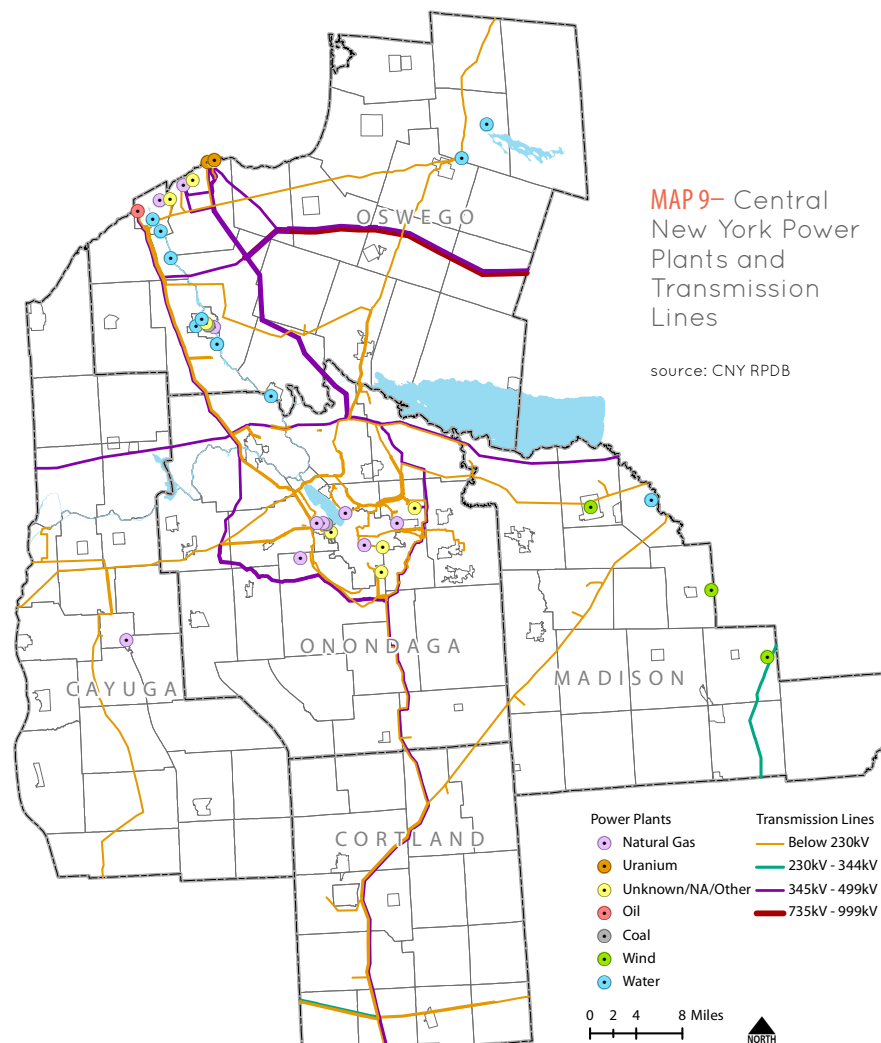 OSWEGO
MAP 9– Central
New York Power
Plants and
Transmission
Lines
source: CNY RPDB
ONONDAGA
CAYUGA
MADISON
CORTLAND
Power Plants
Natural Gas
Uranium
Unknown/NA/Other
Oil
Coal
Wind
Water
Transmission Lines
Below 230kV
230kV - 344kV
345kV - 499kV
735kV - 999kV
0 2 4 8 Miles
NORTH